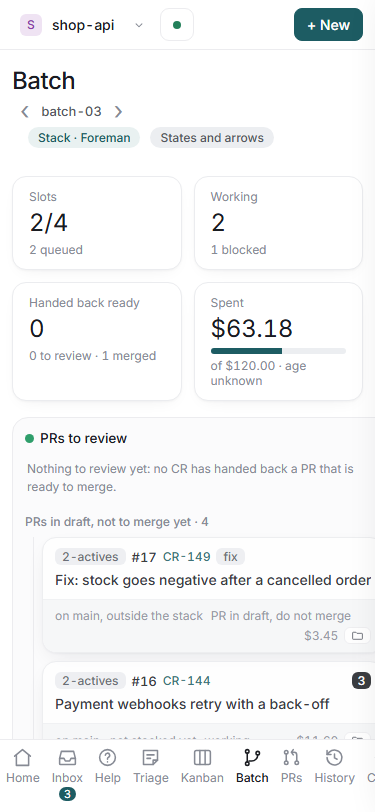 S shop-api
+ New
Batch
batch-03
Stack · Foreman States and arrows
Slots
2/4
2 queued
Working
2
1 blocked
Handed back ready
0
0 to review · 1 merged
Spent
$63.18
of $120.00 · age
unknown
PRs to review
Nothing to review yet: no CR has handed back a PR that is
ready to merge.
PRs in draft, not to merge yet · 4
2-actives #17 CR-149 fix
Fix: stock goes negative after a cancelled order
on main, outside the stack PR in draft, do not merge
$3.45
2-actives #16 CR-144 3
Payment webhooks retry with a back-off
Home Inbox Help Triage Kanban Batch PRs History
3